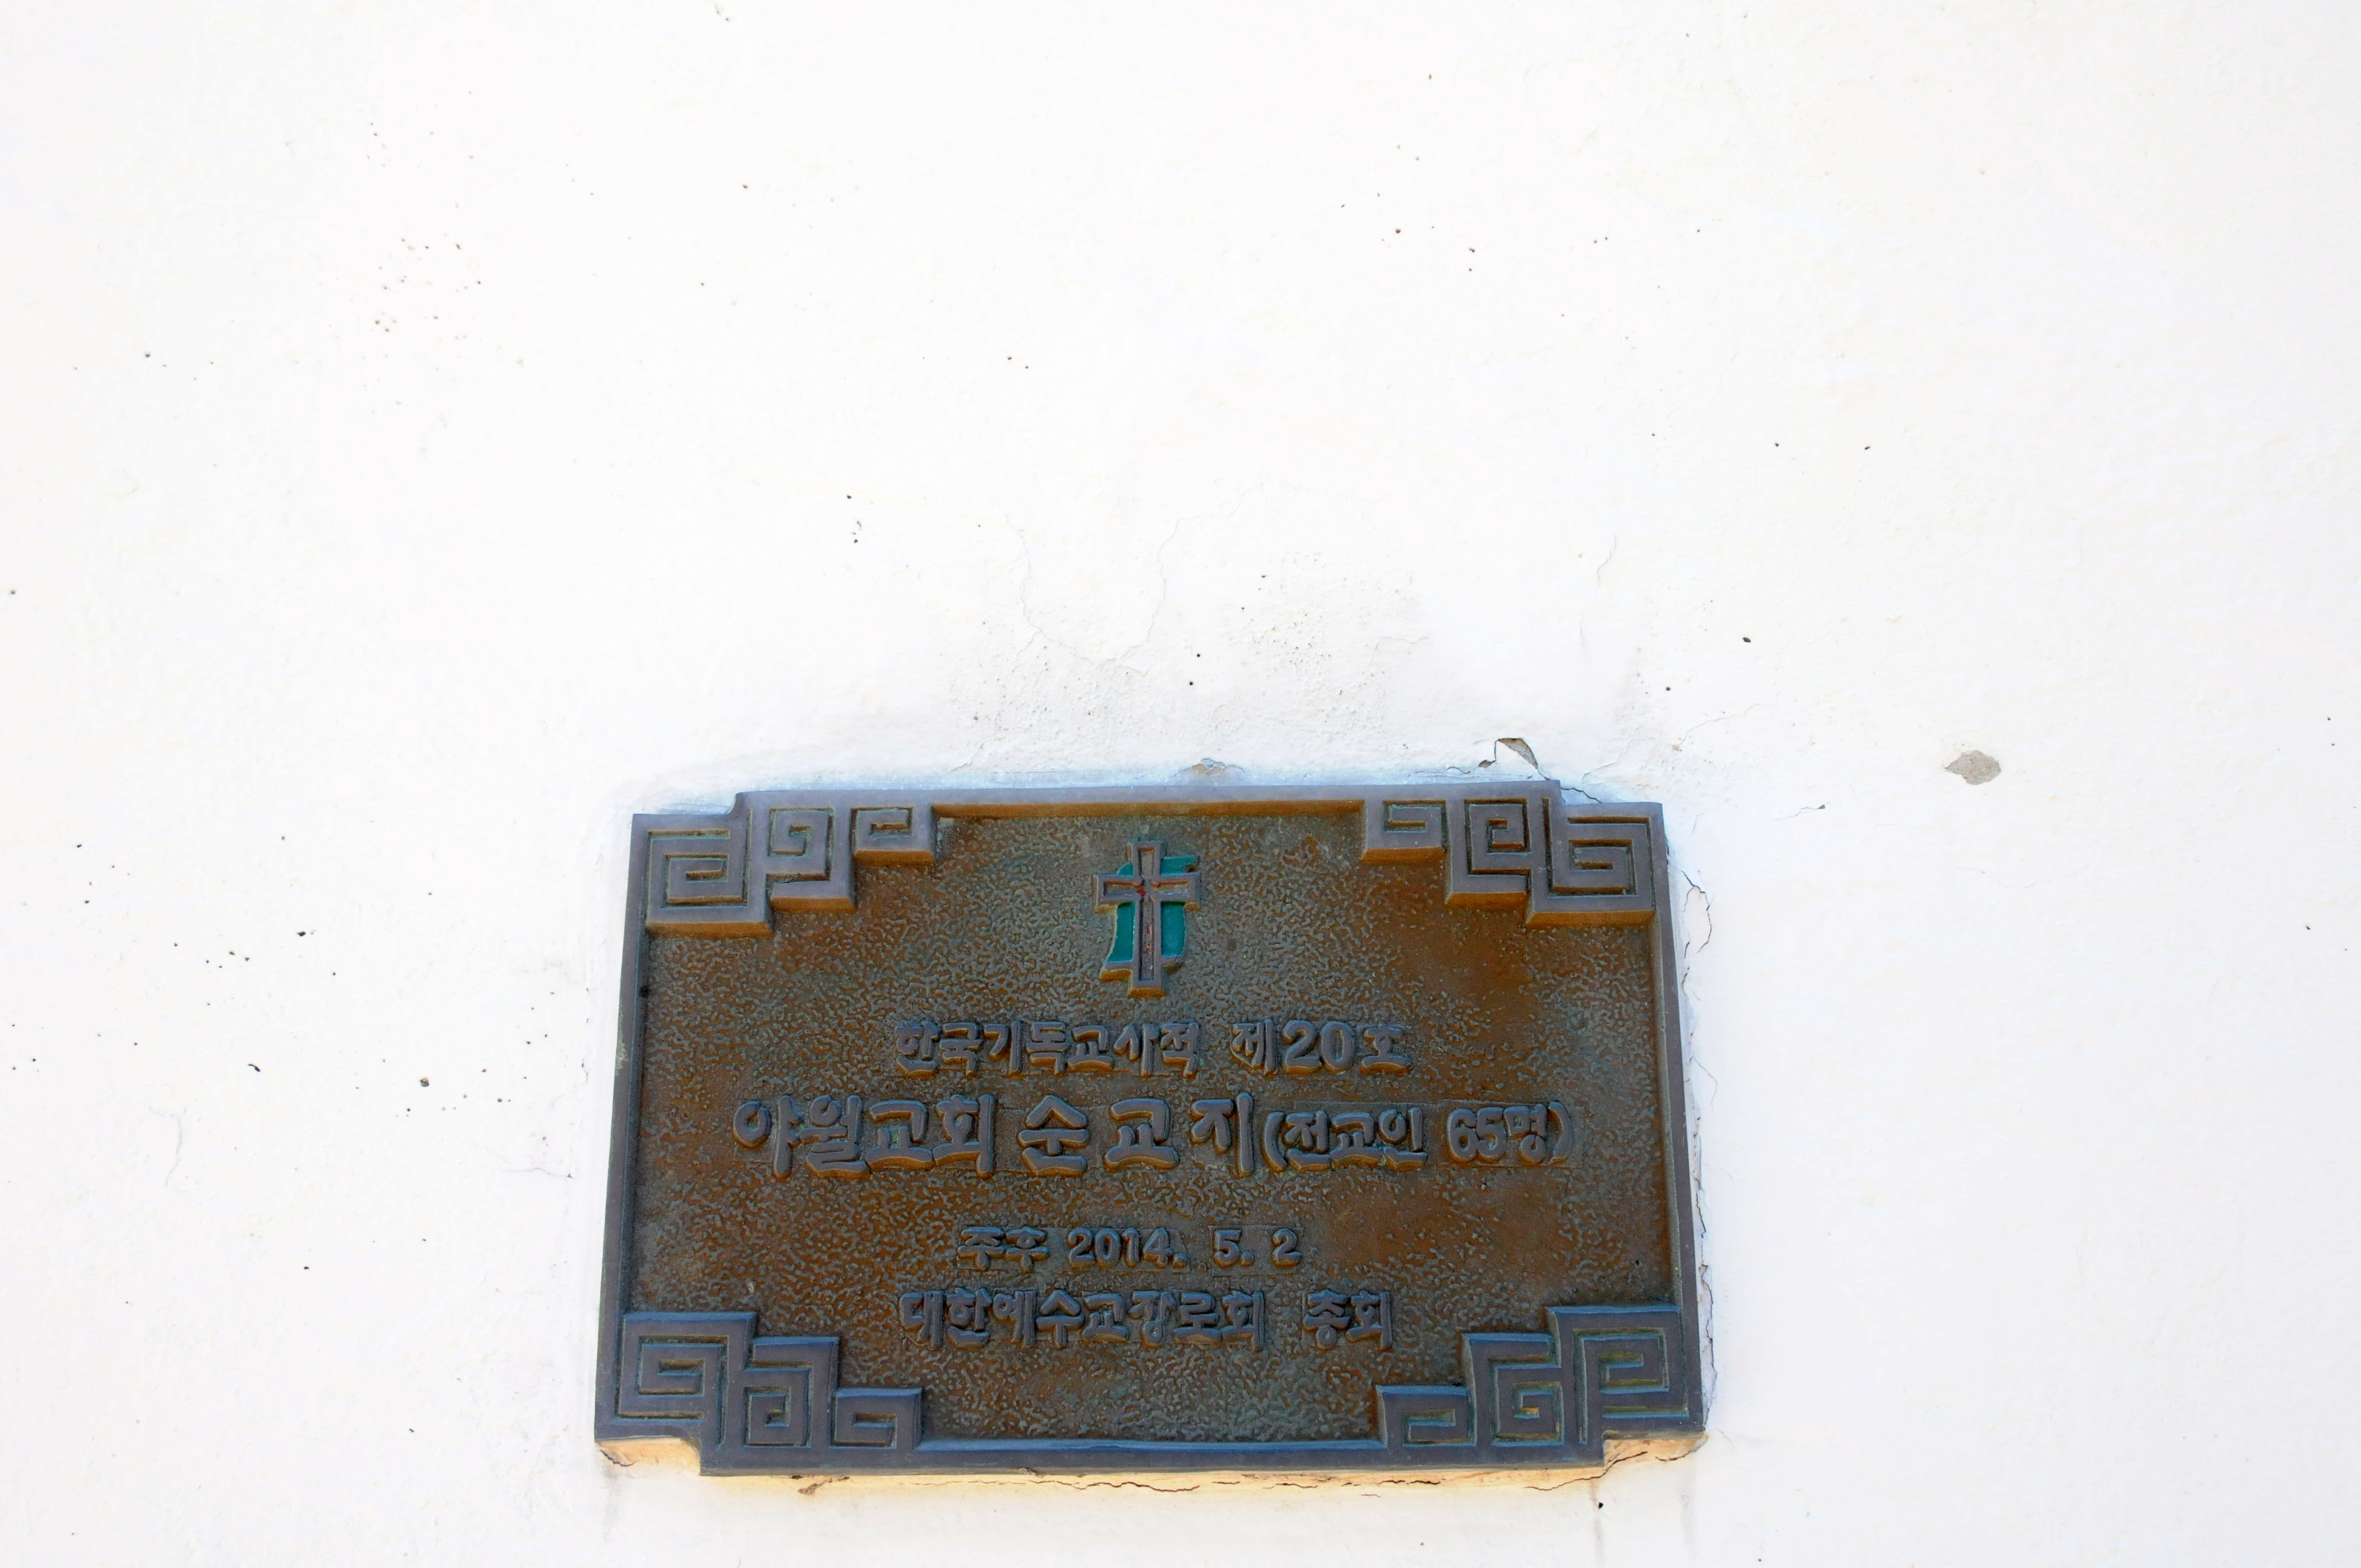 한국기독교사적 제20호
야월교회 순교지(전교인 65명)
주후 2014. 5. 2
대한예수교장로회 총회